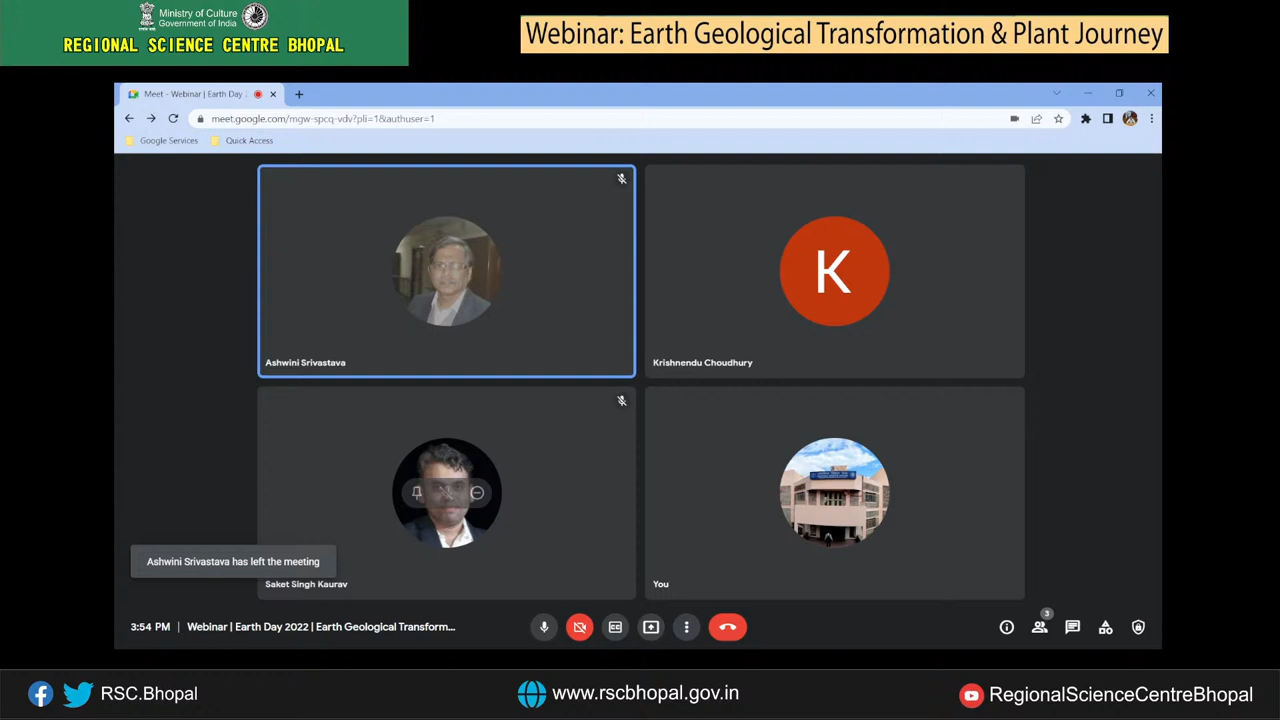 Ministry of Culture
Government of India
REGIONAL SCIENCE CENTRE BHOPAL
Webinar: Earth Geological Transformation & Plant Journey
Meet - Webinar | Earth Day 2
meet.google.com/mgw-spcq-vdv?pli=1&authuser=1
Google Services
Quick Access
Ashwini Srivastava
K
Krishnendu Choudhury
Ashwini Srivastava has left the meeting
Saket Singh Kaurav
You
3:54 PM | Webinar | Earth Day 2022 | Earth Geological Transform...
3
RSC.Bhopal
www.rscbhopal.gov.in
RegionalScienceCentreBhopal